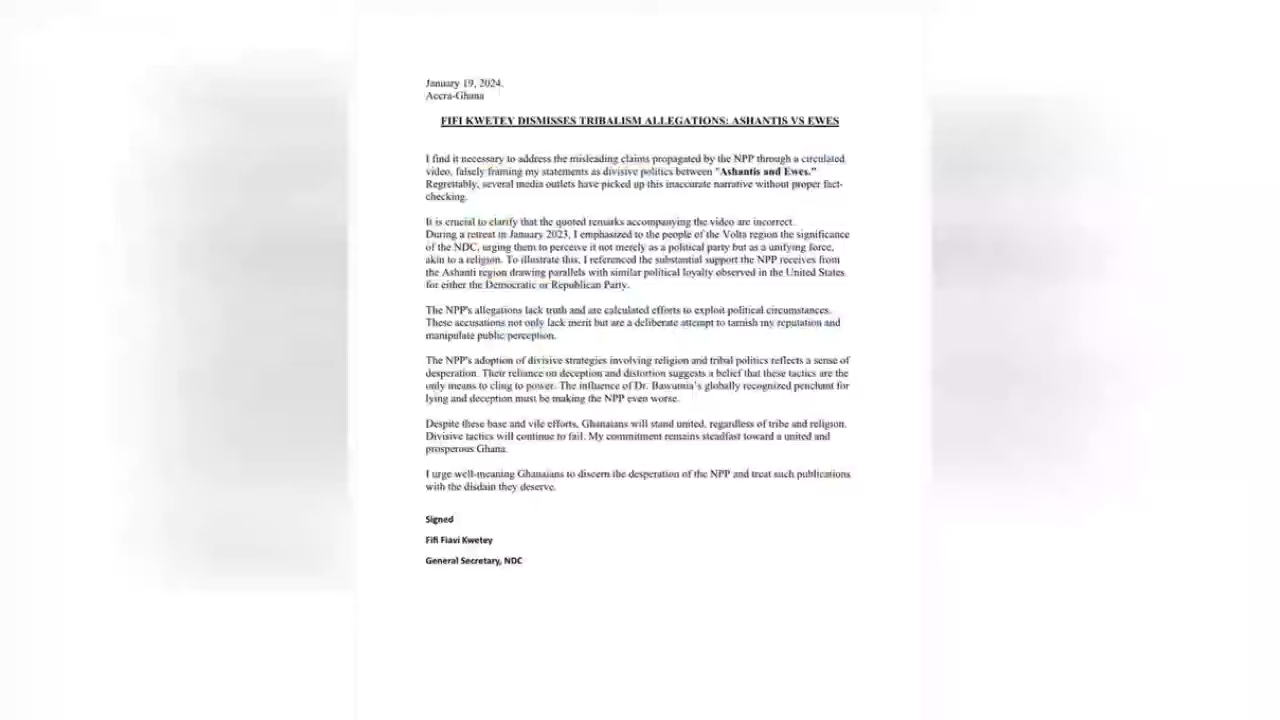 January 19, 2024.
Accra-Ghana
FIFI KWETEY DISMISSES TRIBALISM ALLEGATIONS: ASHANTIS VS EWES
I find it necessary to address the misleading claims propagated by the NPP through a circulated
video, falsely framing my statements as divisive politics between "Ashantis and Ewes."
Regrettably, several media outlets have picked up this inaccurate narrative without proper fact-
checking.
It is crucial to clarify that the quoted remarks accompanying the video are incorrect.
During a retreat in January 2023, I emphasized to the people of the Volta region the significance
of the NDC, urging them to perceive it not merely as a political party but as a unifying force,
akin to a religion. To illustrate this, I referenced the substantial support the NPP receives from
the Ashanti region drawing parallels with similar political loyalty observed in the United States
for either the Democratic or Republican Party.
The NPP's allegations lack truth and are calculated efforts to exploit political circumstances.
These accusations not only lack merit but are a deliberate attempt to tarnish my reputation and
manipulate public perception.
The NPP's adoption of divisive strategies involving religion and tribal politics reflects a sense of
desperation. Their reliance on deception and distortion suggests a belief that these tactics are the
only means to cling to power. The influence of Dr. Bawumia's globally recognized penchant for
lying and deception must be making the NPP even worse.
Despite these base and vile efforts, Ghanaians will stand united, regardless of tribe and religion.
Divisive tactics will continue to fail. My commitment remains steadfast toward a united and
prosperous Ghana.
I urge well-meaning Ghanaians to discern the desperation of the NPP and treat such publications
with the disdain they deserve.
Signed
Fifi Fiavi Kwetey
General Secretary, NDC